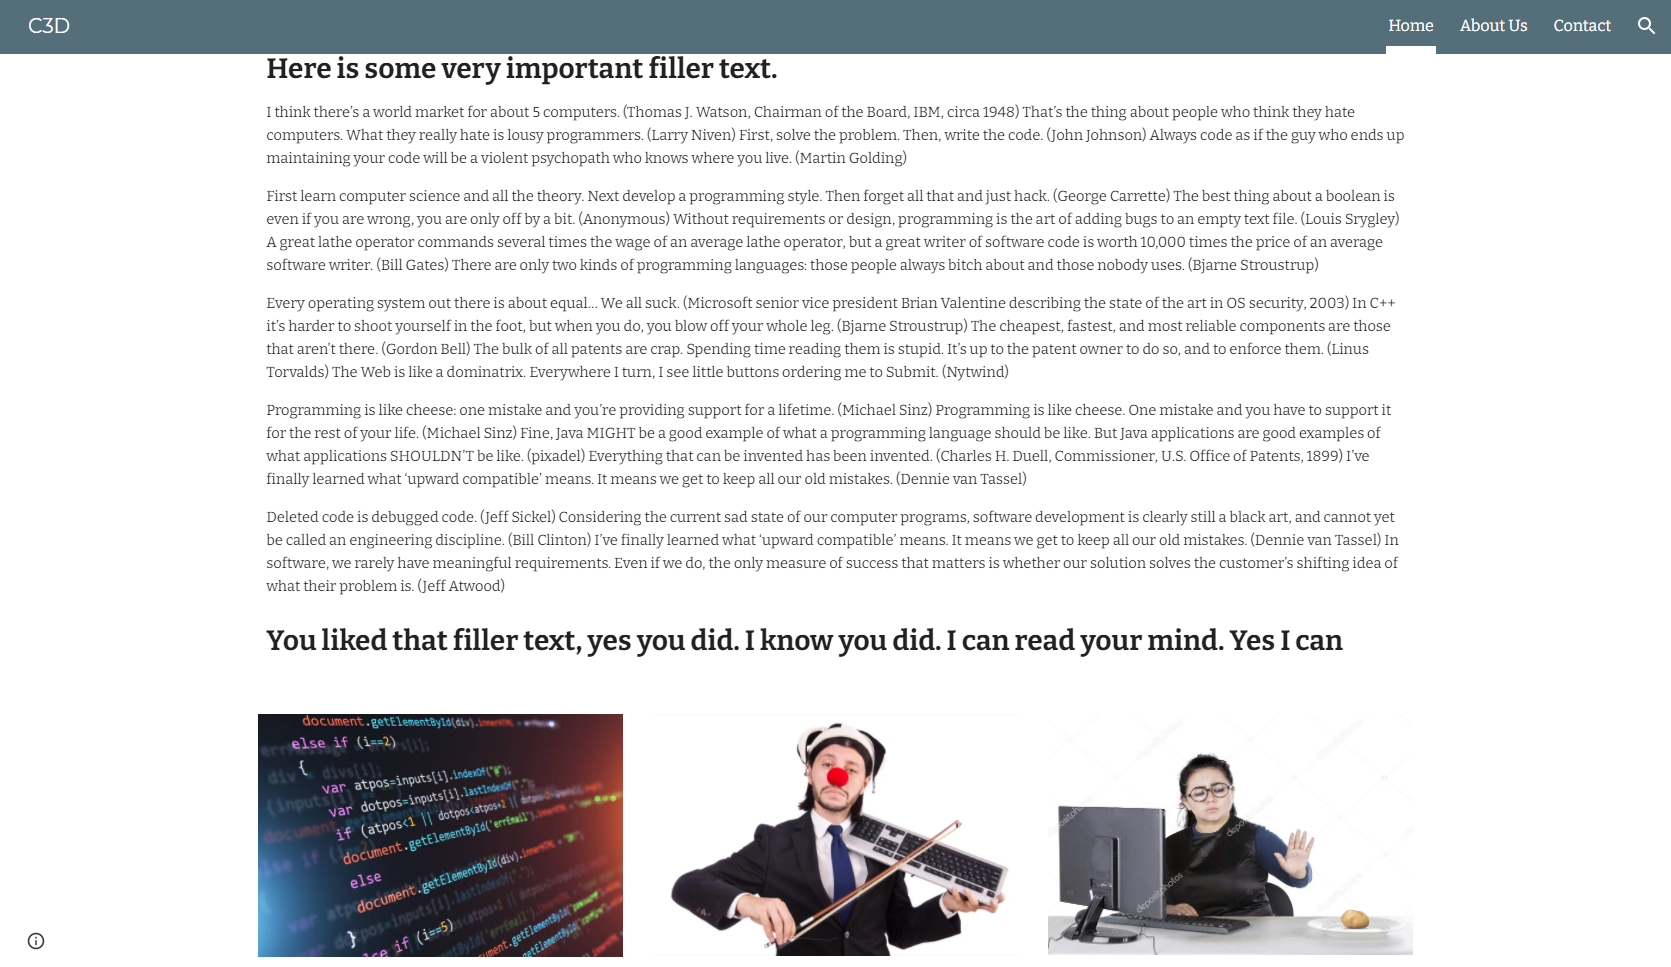 C3D
Home About Us Contact
Here is some very important filler text.
I think there’s a world market for about 5 computers. (Thomas J. Watson, Chairman of the Board, IBM, circa 1948) That’s the thing about people who think they hate
computers. What they really hate is lousy programmers. (Larry Niven) First, solve the problem. Then, write the code. (John Johnson) Always code as if the guy who ends up
maintaining your code will be a violent psychopath who knows where you live. (Martin Golding)
First learn computer science and all the theory. Next develop a programming style. Then forget all that and just hack. (George Carrette) The best thing about a boolean is
even if you are wrong, you are only off by a bit. (Anonymous) Without requirements or design, programming is the art of adding bugs to an empty text file. (Louis Srygley)
A great lathe operator commands several times the wage of an average lathe operator, but a great writer of software code is worth 10,000 times the price of an average
software writer. (Bill Gates) There are only two kinds of programming languages: those people always bitch about and those nobody uses. (Bjarne Stroustrup)
Every operating system out there is about equal… We all suck. (Microsoft senior vice president Brian Valentine describing the state of the art in OS security, 2003) In C++
it’s harder to shoot yourself in the foot, but when you do, you blow off your whole leg. (Bjarne Stroustrup) The cheapest, fastest, and most reliable components are those
that aren’t there. (Gordon Bell) The bulk of all patents are crap. Spending time reading them is stupid. It’s up to the patent owner to do so, and to enforce them. (Linus
Torvalds) The Web is like a dominatrix. Everywhere I turn, I see little buttons ordering me to Submit. (Nytwind)
Programming is like cheese: one mistake and you’re providing support for a lifetime. (Michael Sinz) Programming is like cheese. One mistake and you have to support it
for the rest of your life. (Michael Sinz) Fine, Java MIGHT be a good example of what a programming language should be like. But Java applications are good examples of
what applications SHOULDN’T be like. (pixadel) Everything that can be invented has been invented. (Charles H. Duell, Commissioner, U.S. Office of Patents, 1899) I’ve
finally learned what ‘upward compatible’ means. It means we get to keep all our old mistakes. (Dennie van Tassel)
Deleted code is debugged code. (Jeff Sickel) Considering the current sad state of our computer programs, software development is clearly still a black art, and cannot yet
be called an engineering discipline. (Bill Clinton) I’ve finally learned what ‘upward compatible’ means. It means we get to keep all our old mistakes. (Dennie van Tassel) In
software, we rarely have meaningful requirements. Even if we do, the only measure of success that matters is whether our solution solves the customer’s shifting idea of
what their problem is. (Jeff Atwood)
You liked that filler text, yes you did. I know you did. I can read your mind. Yes I can
document.getElementById(div).innerHTML
else if (i==2)
{
var atpos=inputs[i].indexOf("@");
var dotpos=inputs[i].lastIndexOf(".");
if (atpos<1 || dotpos<atpos+2 ||
document.getElementById('errEmail').innerHTML
else
document.getElementById(div).innerHTML
}
else if (i==5)
depositphotos
depositphotos